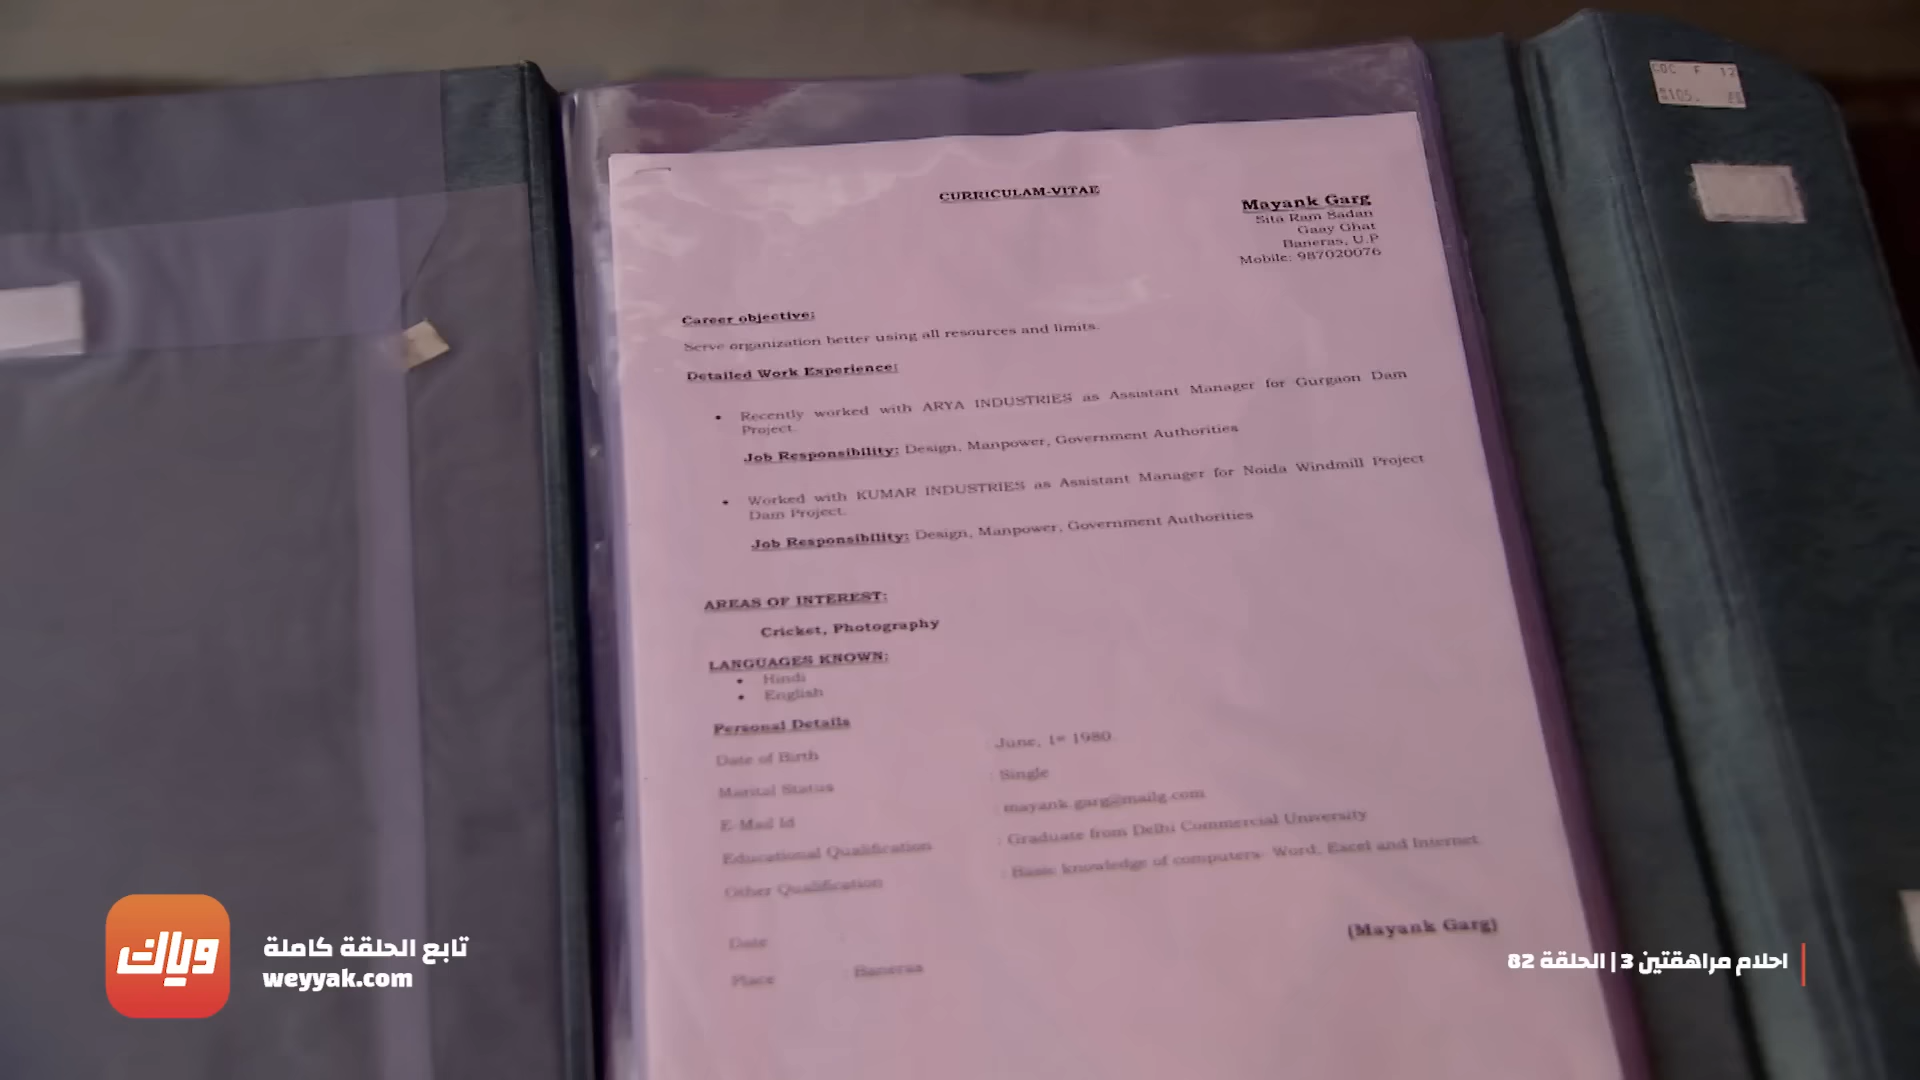 COC F 12
CURRICULAM-VITAE
Mayank Garg
Sita Ram Sadan
Gaay Ghat
Baneras, U.P
Mobile: 987020076
Career objective:
Serve organization better using all resources and limits.
Detailed Work Experience:
• Recently worked with ARYA INDUSTRIES as Assistant Manager for Gurgaon Dam
Project.
Job Responsibility: Design, Manpower, Government Authorities
• Worked with KUMAR INDUSTRIES as Assistant Manager for Noida Windmill Project
Dam Project.
Job Responsibility: Design, Manpower, Government Authorities
AREAS OF INTEREST:
Cricket, Photography
LANGUAGES KNOWN:
• Hindi
• English
Personal Details
Date of Birth : June, 1st 1980.
Marital Status : Single
E-Mail Id : mayank.garg@mailg.com
Educational Qualification : Graduate from Delhi Commercial University
Other Qualification : Basic knowledge of computers- Word, Excel and Internet.
(Mayank Garg)
Date
Place Baneras
وياك
تابع الحلقة كاملة
weyyak.com
احلام مراهقتين 3 | الحلقة 82